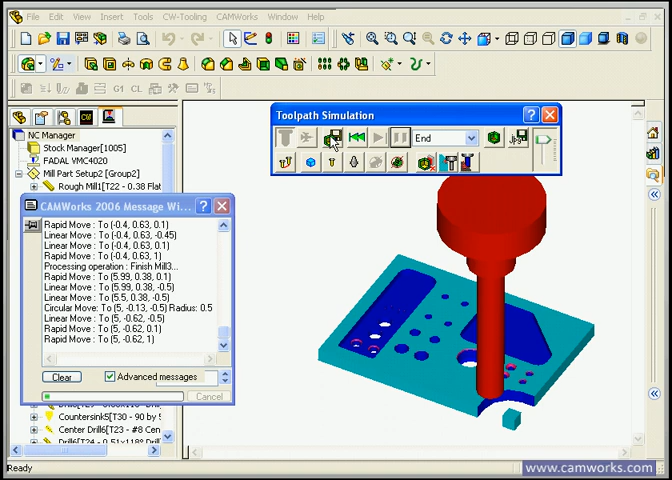 File Edit View Insert Tools CW-Tooling CAMWorks Window Help
G1 CL
NC Manager
Stock Manager[1005]
FADAL VMC4020
Mill Part Setup2 [Group2]
Rough Mill1[T22 - 0.38 Flat
Toolpath Simulation
End
CAMWorks 2006 Message Wi...
Rapid Move : To (-0.4, 0.63, 0.1)
Linear Move : To (-0.4, 0.63, -0.45)
Linear Move : To (-0.4, 0.63, 0.1)
Rapid Move : To (-0.4, 0.63, 1)
Processing operation : Finish Mill3...
Rapid Move : To (5.99, 0.38, 0.1)
Linear Move : To (5.99, 0.38, -0.5)
Linear Move : To (5.5, 0.38, -0.5)
Circular Move: To (5, -0.13, -0.5) Radius: 0.5
Linear Move : To (5, -0.62, -0.5)
Rapid Move : To (5, -0.62, 0.1)
Rapid Move : To (5, -0.62, 1)
Clear
Advanced messages
Cancel
Countersink5[T30 - 90 by
Center Drill6[T23 - #8 Cen
Drill6[T24 - 0.51x118° Dril
Ready
www.camworks.com